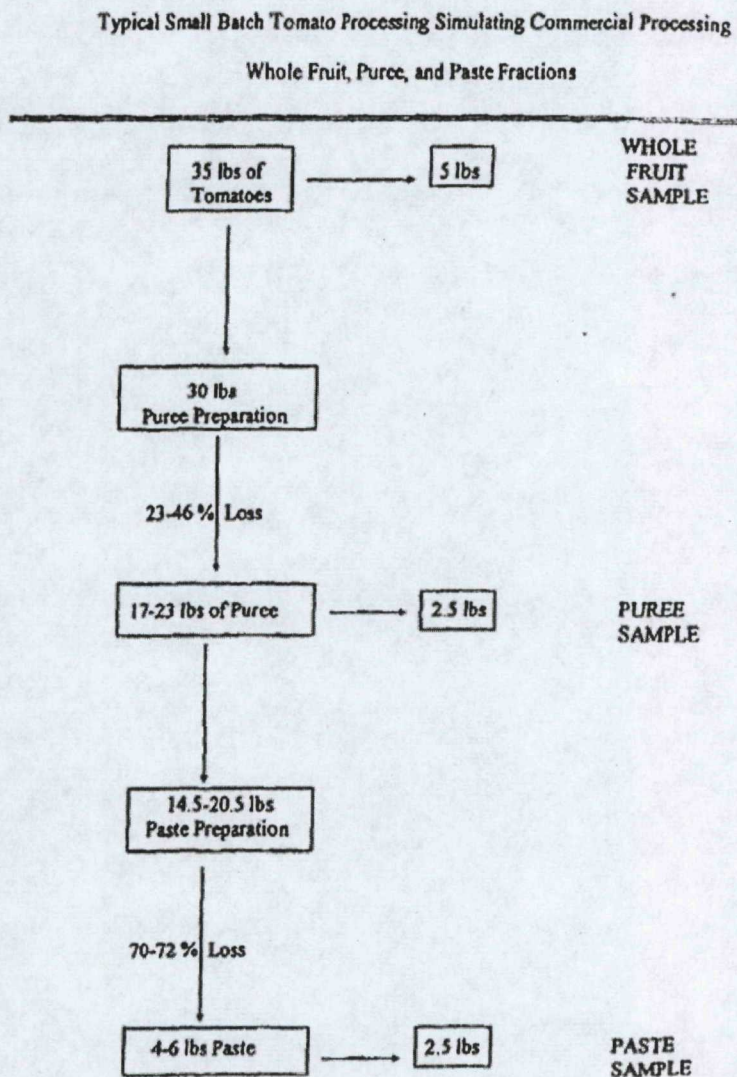 Typical Small Batch Tomato Processing Simulating Commercial Processing
Whole Fruit, Puree, and Paste Fractions
35 lbs of
Tomatoes
5 lbs
WHOLE
FRUIT
SAMPLE
30 lbs
Puree Preparation
23-46 % Loss
17-23 lbs of Puree
2.5 lbs
PUREE
SAMPLE
14.5-20.5 lbs
Paste Preparation
70-72 % Loss
4-6 lbs Paste
2.5 lbs
PASTE
SAMPLE